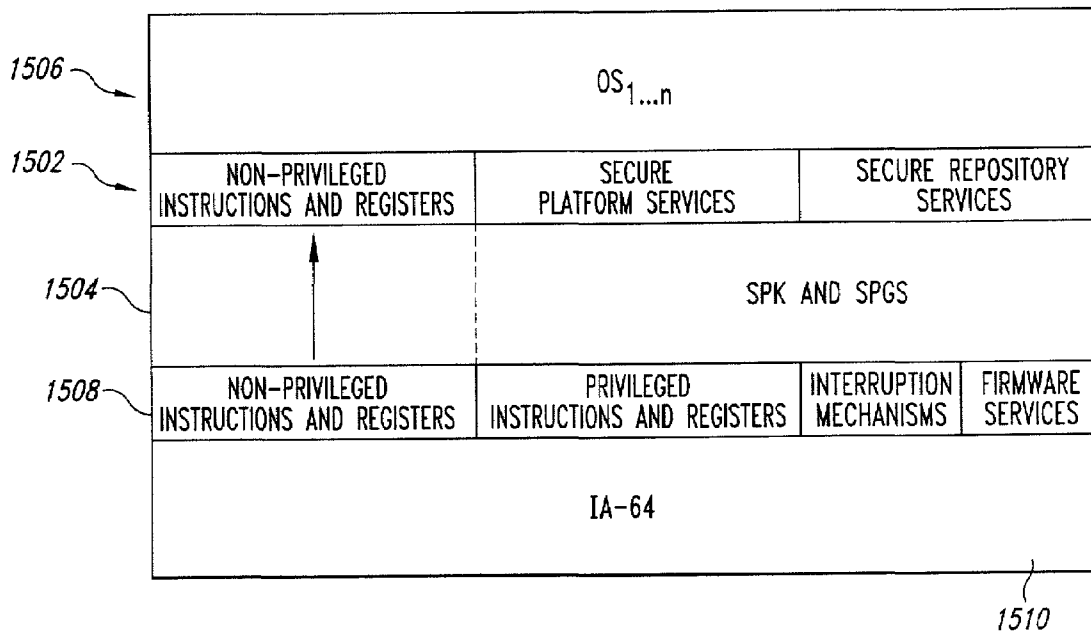 1506
OS1...n
1502
NON-PRIVILEGED
INSTRUCTIONS AND REGISTERS
SECURE
PLATFORM SERVICES
SECURE REPOSITORY
SERVICES
1504
SPK AND SPGS
1508
NON-PRIVILEGED
INSTRUCTIONS AND REGISTERS
PRIVILEGED
INSTRUCTIONS AND REGISTERS
INTERRUPTION
MECHANISMS
FIRMWARE
SERVICES
IA-64
1510